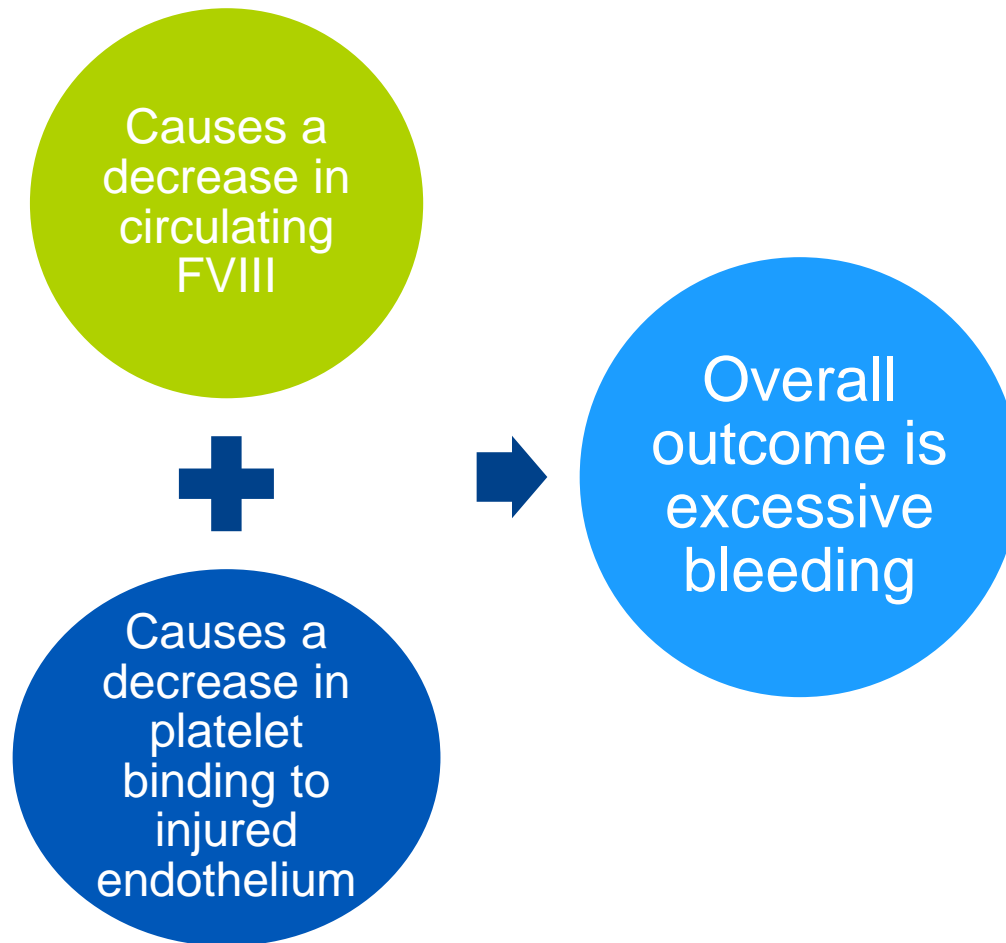 Causes a
decrease in
circulating
FVIII
Causes a
decrease in
platelet
binding to
injured
endothelium
Overall
outcome is
excessive
bleeding